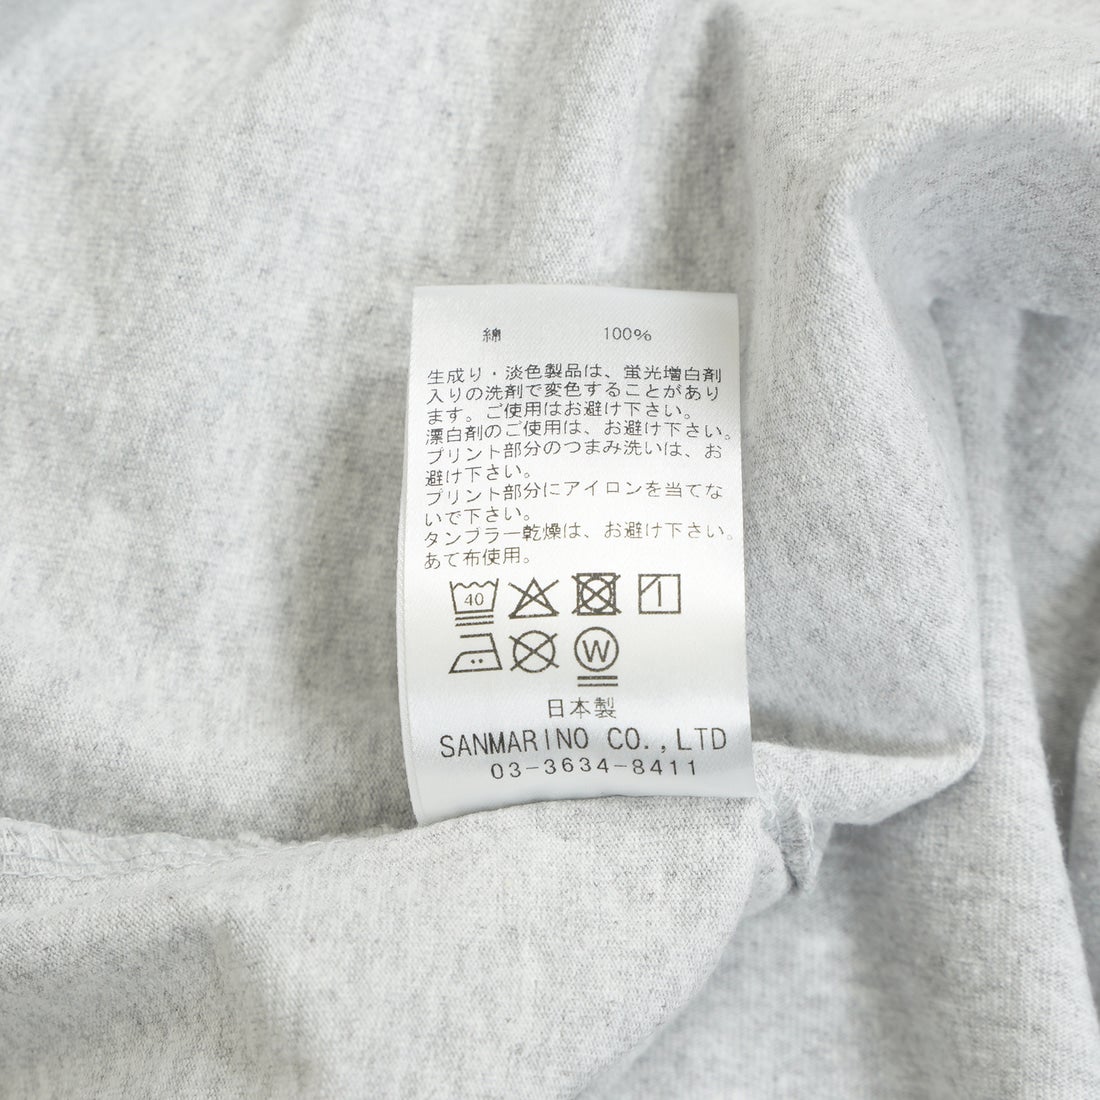 綿 100%
生成り・淡色製品は、蛍光増白剤
入りの洗剤で変色することがあり
ます。ご使用はお避け下さい。
漂白剤のご使用は、お避け下さい。
プリント部分のつまみ洗いは、お
避け下さい。
プリント部分にアイロンを当てな
いで下さい。
タンブラー乾燥は、お避け下さい。
あて布使用。
40
W
日本製
SANMARINO CO.,LTD
03-3634-8411